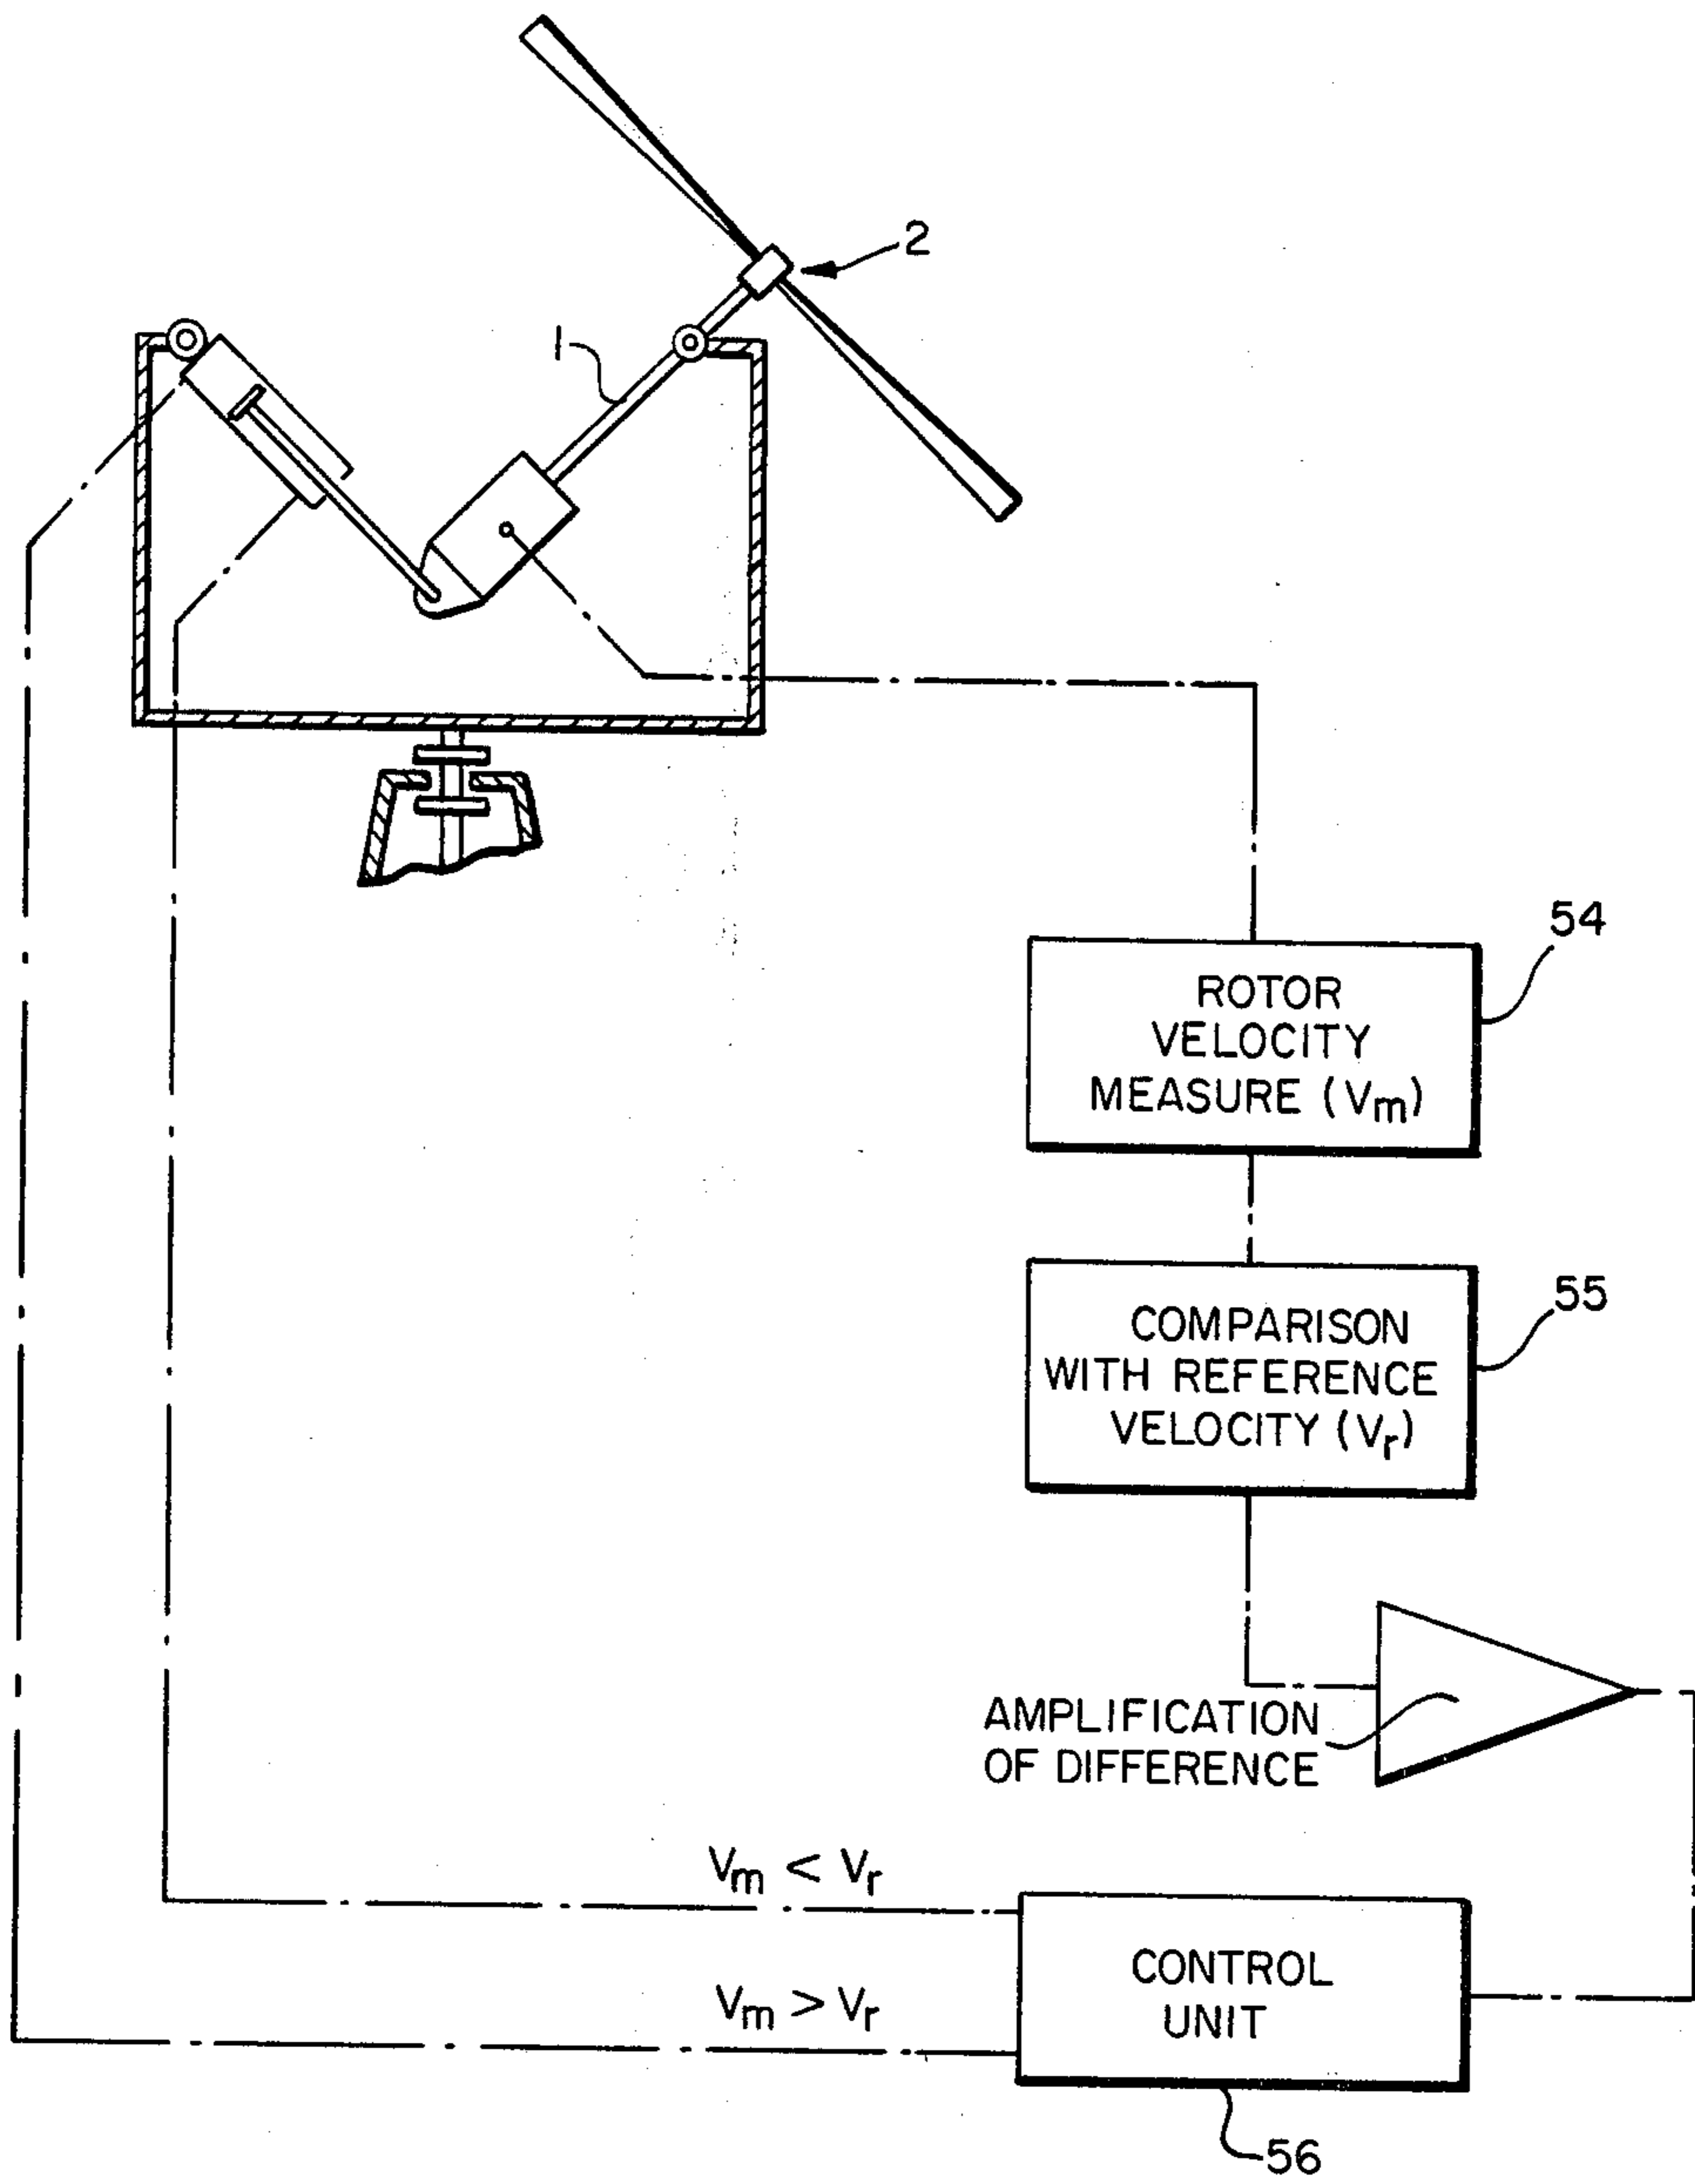 2
1
54
ROTOR
VELOCITY
MEASURE (Vm)
55
COMPARISON
WITH REFERENCE
VELOCITY (Vr)
AMPLIFICATION
OF DIFFERENCE
Vm < Vr
Vm > Vr
CONTROL
UNIT
56